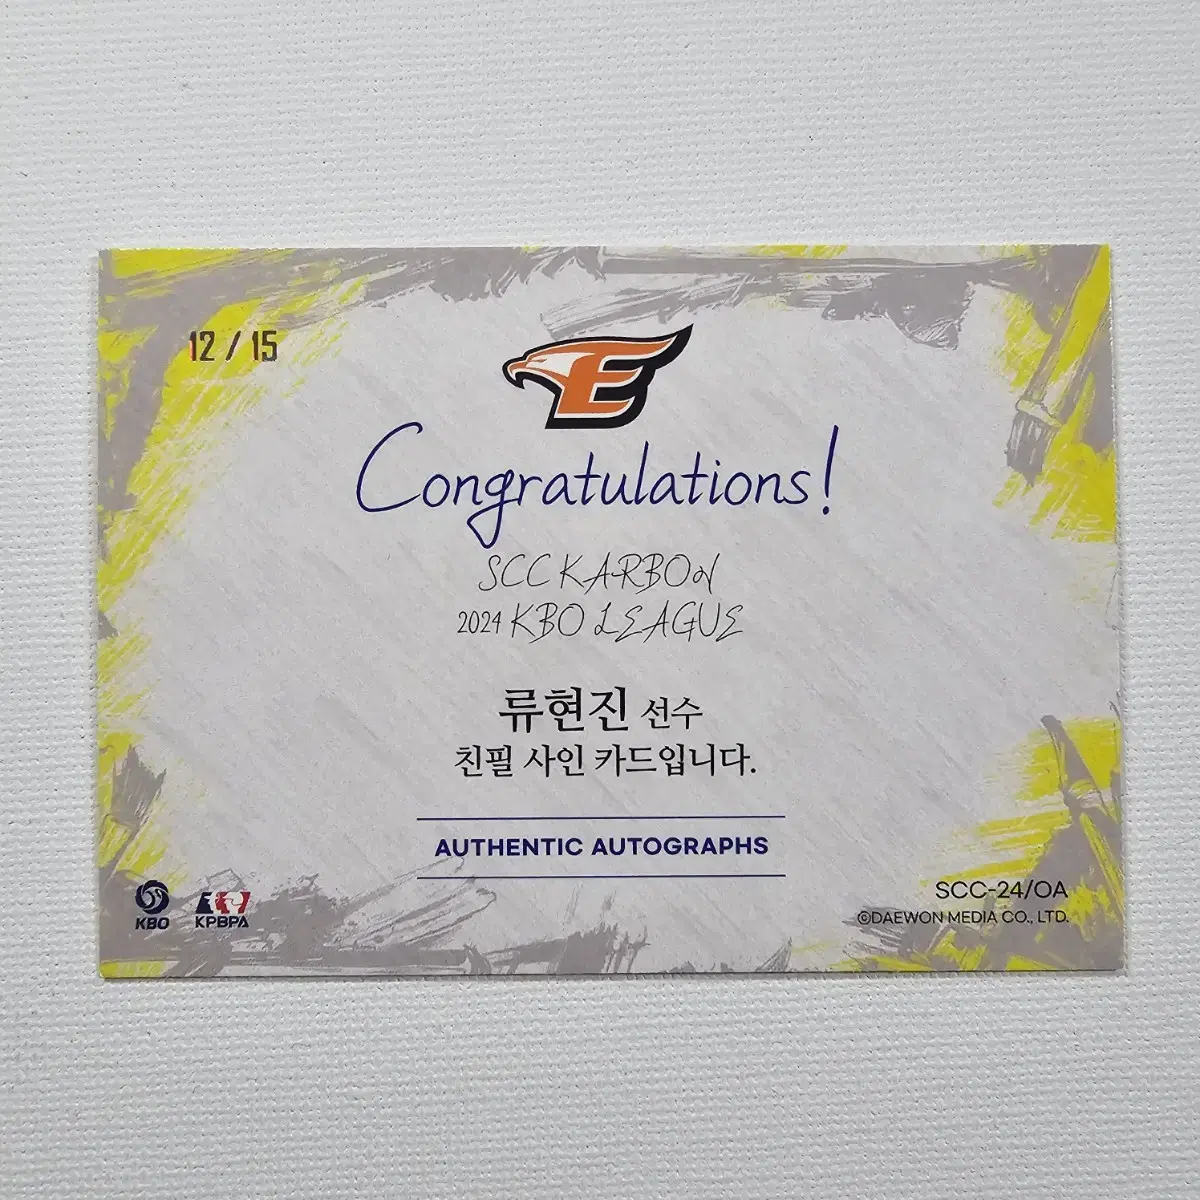 12 / 15
E
Congratulations!
SCC KARBON
2024 KBO LEAGUE
류현진 선수
친필 사인 카드입니다.
AUTHENTIC AUTOGRAPHS
KBO
KPBPA
SCC-24/OA
©DAEWON MEDIA CO., LTD.